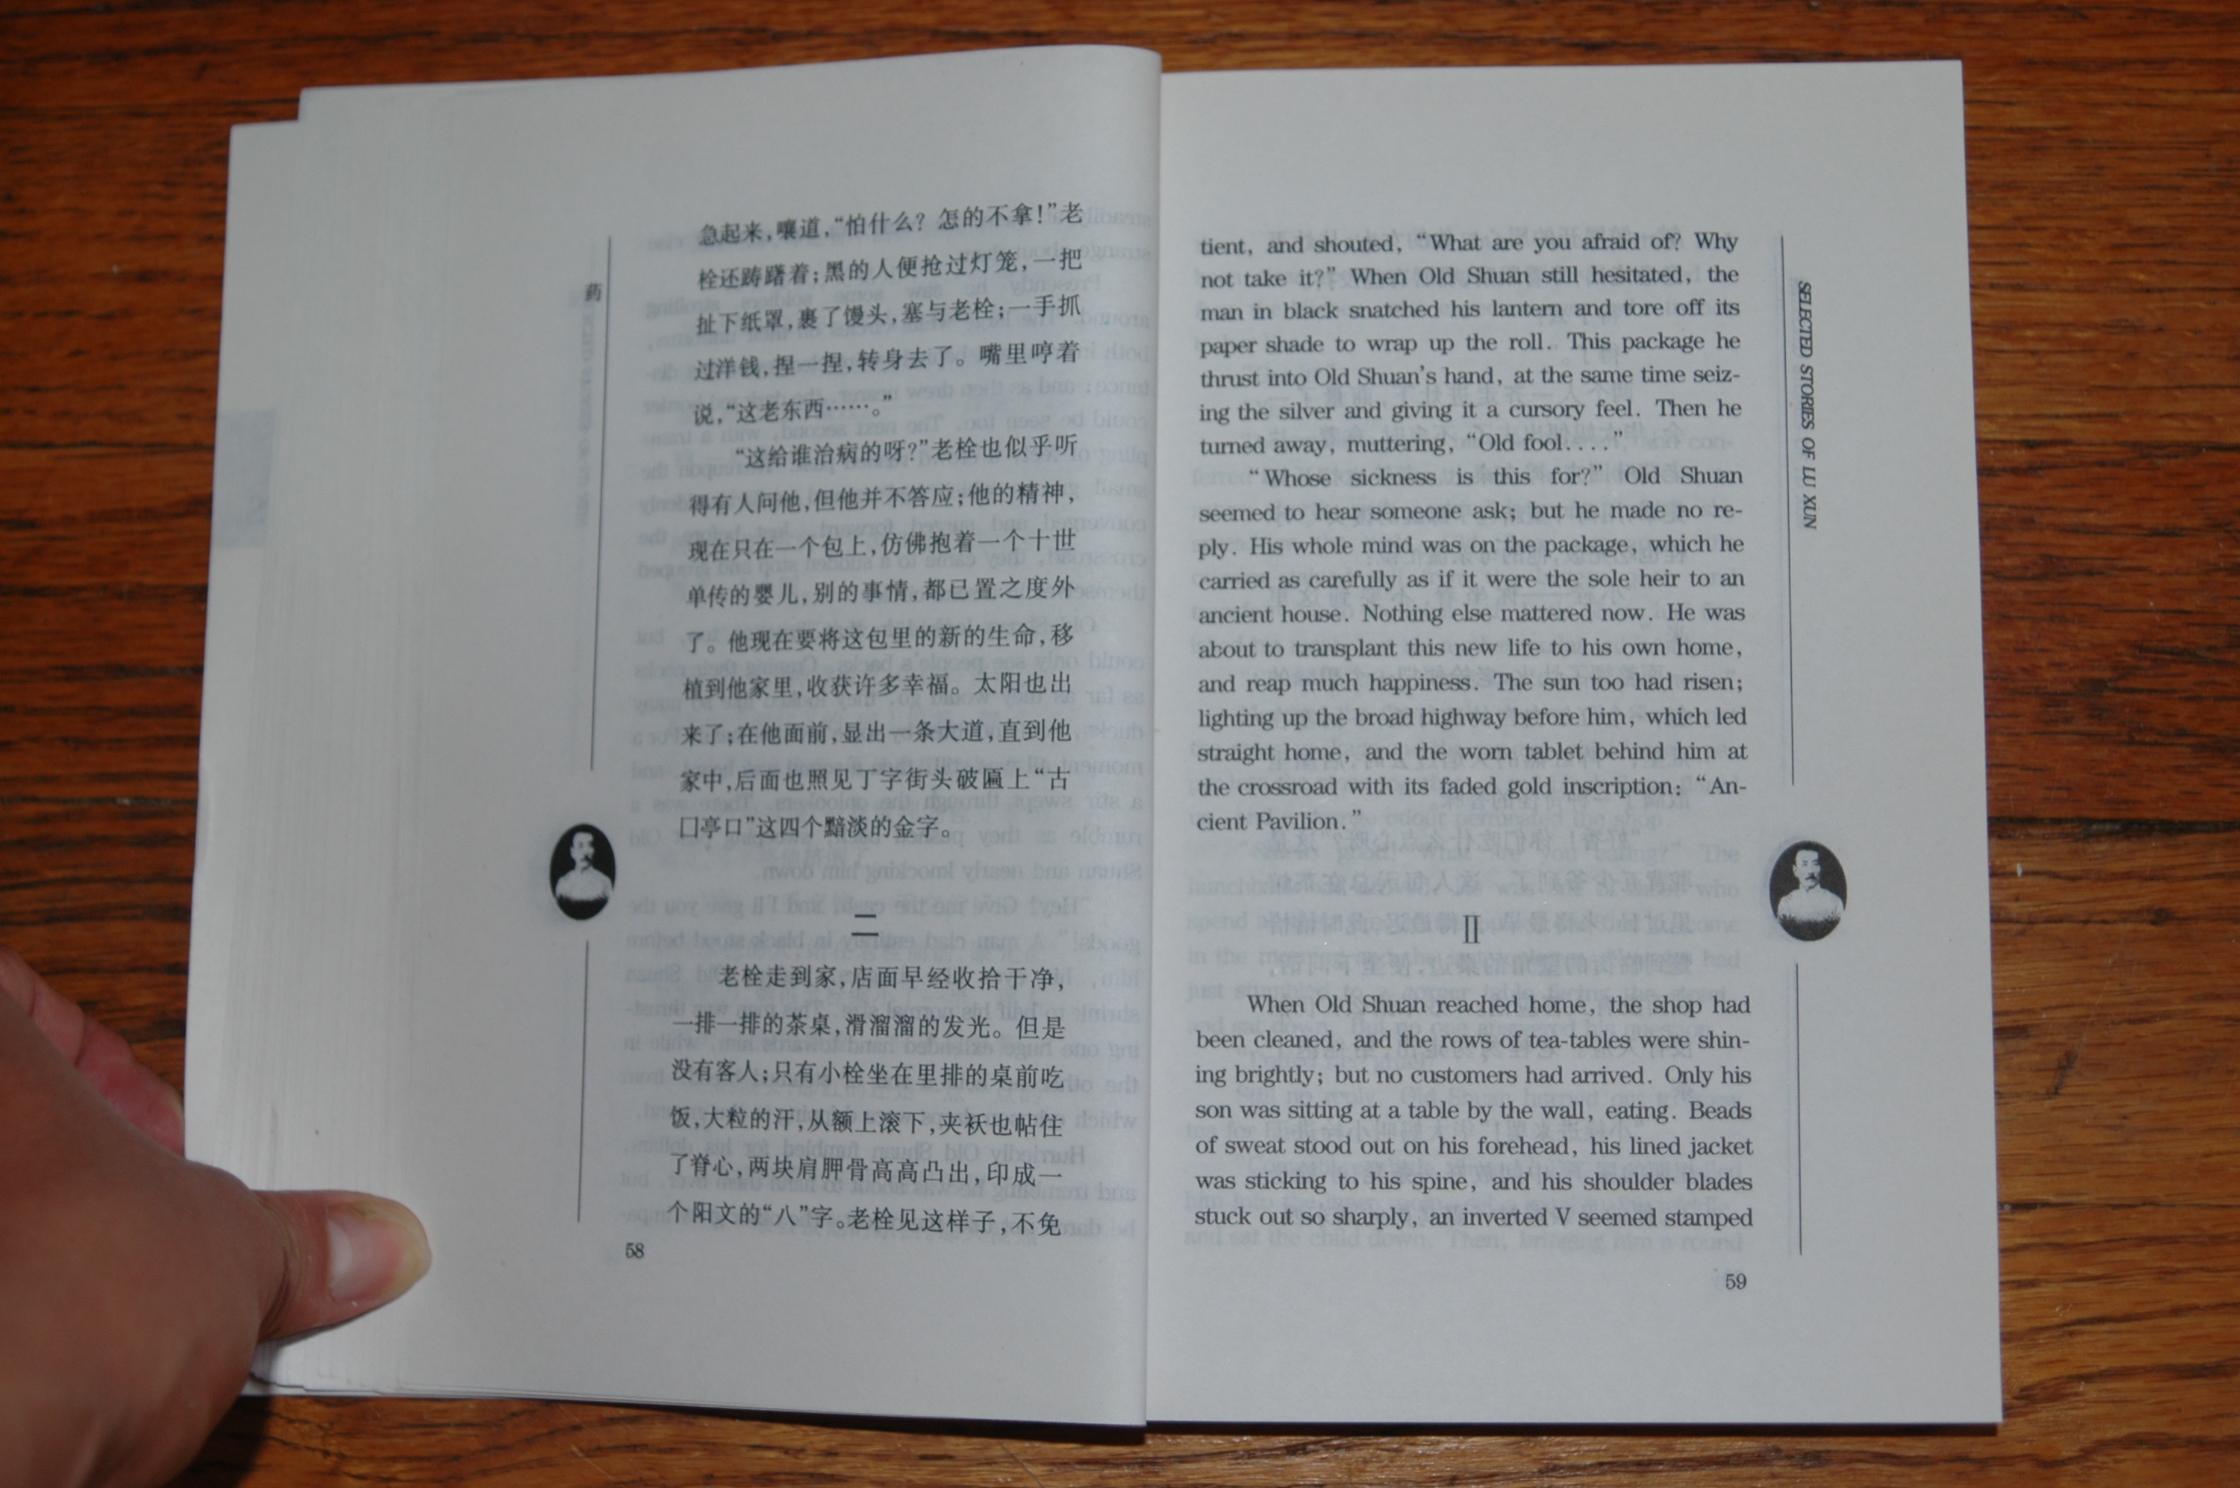 药
急起来,嚷道,“怕什么? 怎的不拿!”老
栓还踌躇着;黑的人便抢过灯笼,一把
扯下纸罩,裹了馒头,塞与老栓;一手抓
过洋钱,捏一捏,转身去了。嘴里哼着
说,“这老东西……。”
“这给谁治病的呀?”老栓也似乎听
得有人问他,但他并不答应;他的精神,
现在只在一个包上,仿佛抱着一个十世
单传的婴儿,别的事情,都已置之度外
了。他现在要将这包里的新的生命,移
植到他家里,收获许多幸福。太阳也出
来了;在他面前,显出一条大道,直到他
家中,后面也照见丁字街头破匾上“古
囗亭口”这四个黯淡的金字。
二
老栓走到家,店面早经收拾干净,
一排一排的茶桌,滑溜溜的发光。但是
没有客人;只有小栓坐在里排的桌前吃
饭,大粒的汗,从额上滚下,夹袄也帖住
了脊心,两块肩胛骨高高凸出,印成一
个阳文的“八”字。老栓见这样子,不免
58
SELECTED STORIES OF LU XUN
tient, and shouted, “What are you afraid of? Why
not take it?” When Old Shuan still hesitated, the
man in black snatched his lantern and tore off its
paper shade to wrap up the roll. This package he
thrust into Old Shuan's hand, at the same time seiz-
ing the silver and giving it a cursory feel. Then he
turned away, muttering, “Old fool....”
“Whose sickness is this for?” Old Shuan
seemed to hear someone ask; but he made no re-
ply. His whole mind was on the package, which he
carried as carefully as if it were the sole heir to an
ancient house. Nothing else mattered now. He was
about to transplant this new life to his own home,
and reap much happiness. The sun too had risen;
lighting up the broad highway before him, which led
straight home, and the worn tablet behind him at
the crossroad with its faded gold inscription: “An-
cient Pavilion.”
II
When Old Shuan reached home, the shop had
been cleaned, and the rows of tea-tables were shin-
ing brightly; but no customers had arrived. Only his
son was sitting at a table by the wall, eating. Beads
of sweat stood out on his forehead, his lined jacket
was sticking to his spine, and his shoulder blades
stuck out so sharply, an inverted V seemed stamped
59